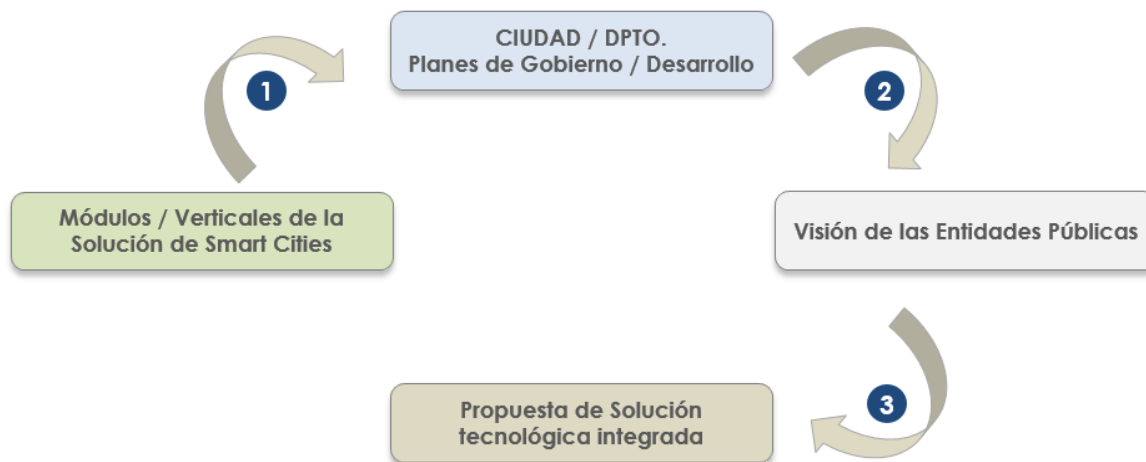 CIUDAD / DPTO.
Planes de Gobierno / Desarrollo
1
2
Módulos / Verticales de la
Solución de Smart Cities
Visión de las Entidades Públicas
3
Propuesta de Solución
tecnológica integrada